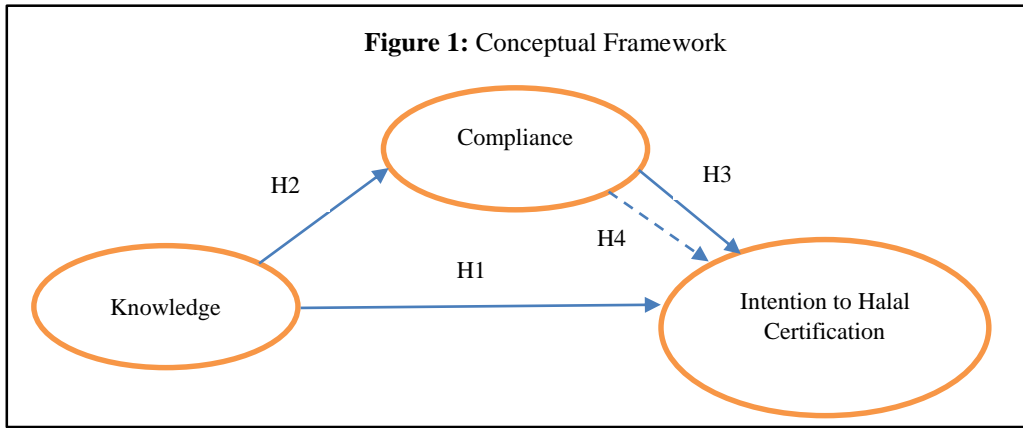 Figure 1: Conceptual Framework
Compliance
H2
H3
H4
H1
Knowledge
Intention to Halal
Certification